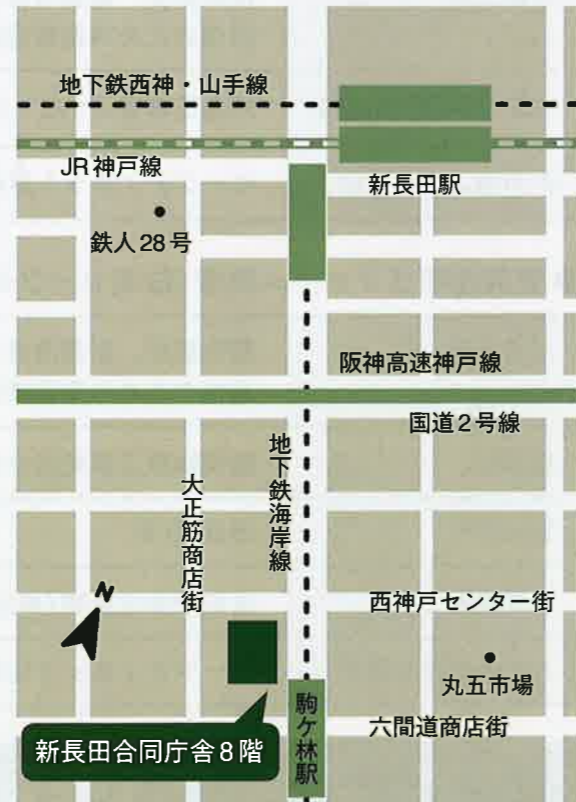 地下鉄西神・山手線
JR神戸線
新長田駅
鉄人28号
阪神高速神戸線
国道2号線
地下鉄海岸線
大正筋商店街
N
西神戸センター街
丸五市場
六間道商店街
駒ケ林駅
新長田合同庁舎8階